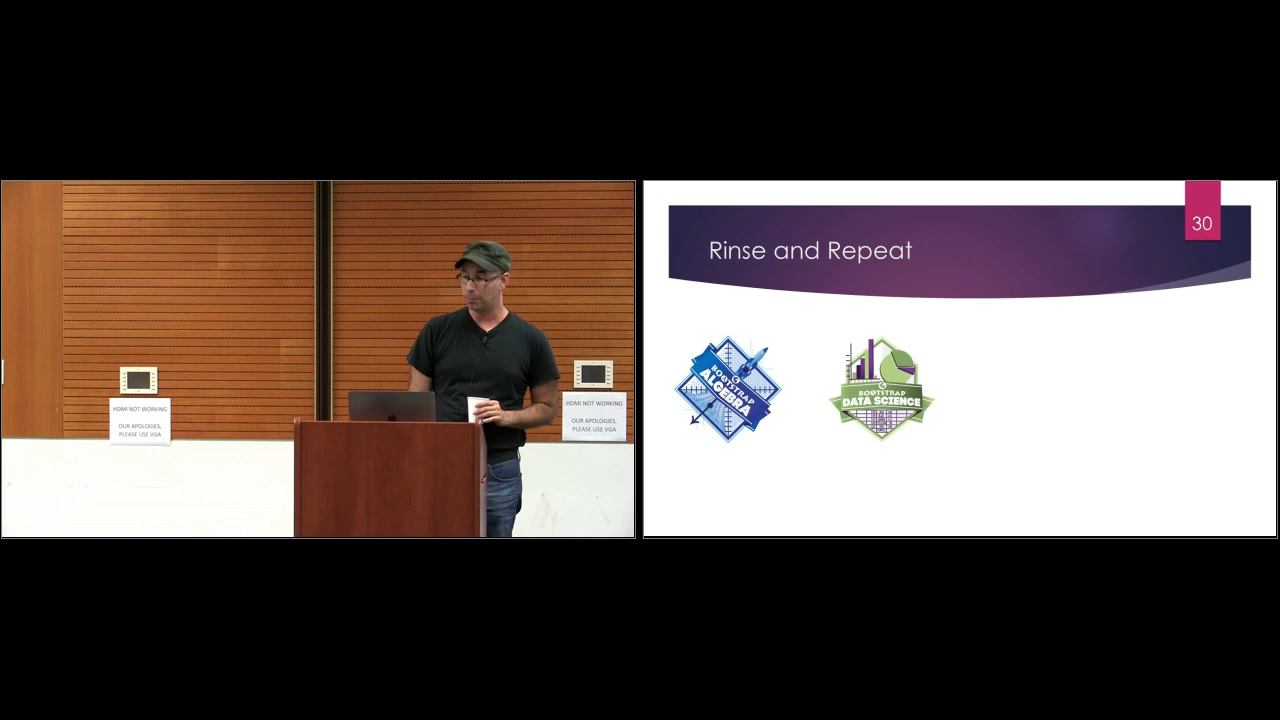 HDMI NOT WORKING
OUR APOLOGIES,
PLEASE USE VGA
HDMI NOT WORKING
OUR APOLOGIES,
PLEASE USE VGA
30
Rinse and Repeat
BOOTSTRAP
ALGEBRA
BOOTSTRAP
DATA SCIENCE